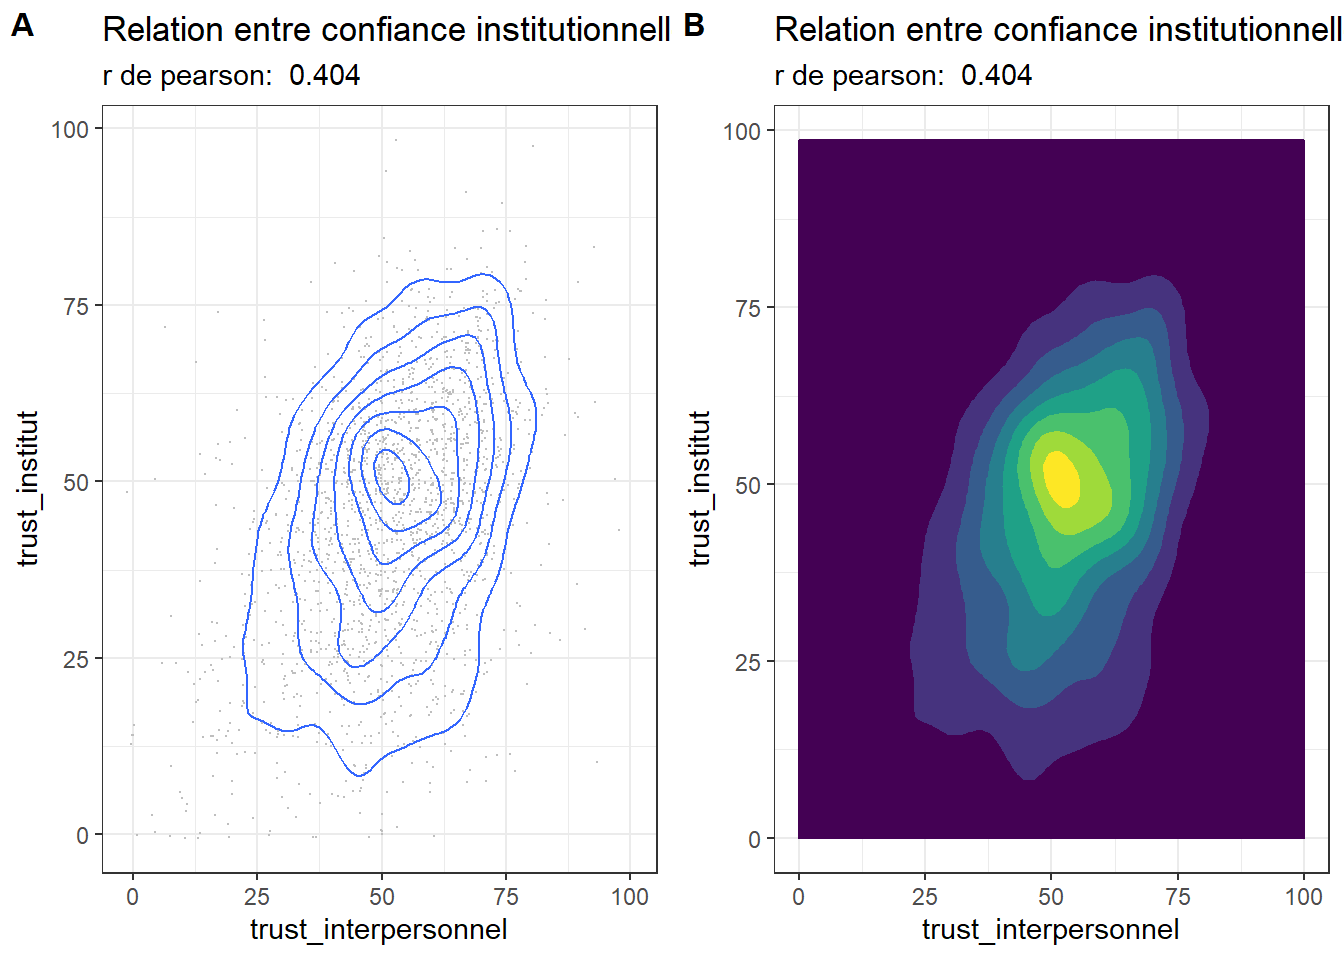 A
Relation entre confiance institutionnell
r de pearson: 0.404
100
75
50
25
0
trust_institut
0 25 50 75 100
trust_interpersonnel
B
Relation entre confiance institutionnell
r de pearson: 0.404
100
75
50
25
0
trust_institut
0 25 50 75 100
trust_interpersonnel